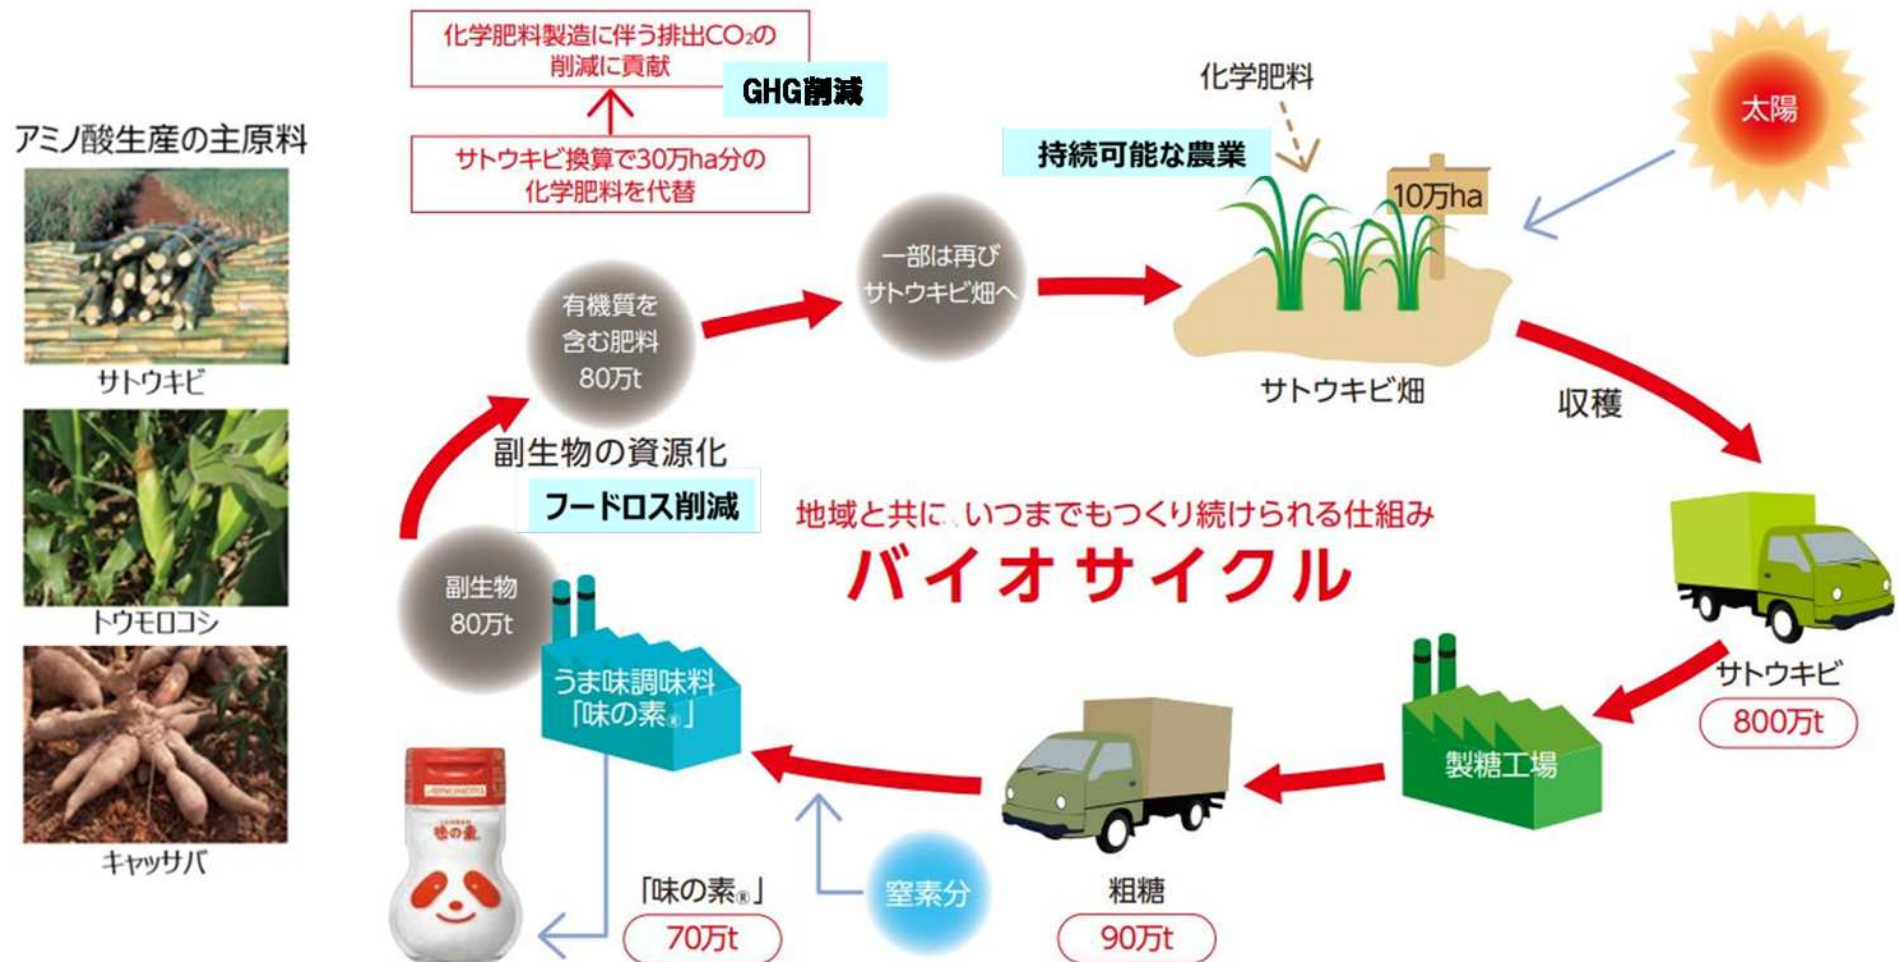 アミノ酸生産の主原料
サトウキビ
トウモロコシ
キャッサバ
化学肥料製造に伴う排出CO₂の
削減に貢献
GHG削減
サトウキビ換算で30万ha分の
化学肥料を代替
有機質を
含む肥料
80万t
一部は再び
サトウキビ畑へ
持続可能な農業
化学肥料
10万ha
太陽
サトウキビ畑
収穫
副生物の資源化
フードロス削減
副生物
80万t
地域と共に、いつまでもつくり続けられる仕組み
バイオサイクル
サトウキビ
800万t
製糖工場
粗糖
90万t
窒素分
うま味調味料
「味の素®」
「味の素®」
70万t
AJINOMOTO
味の素